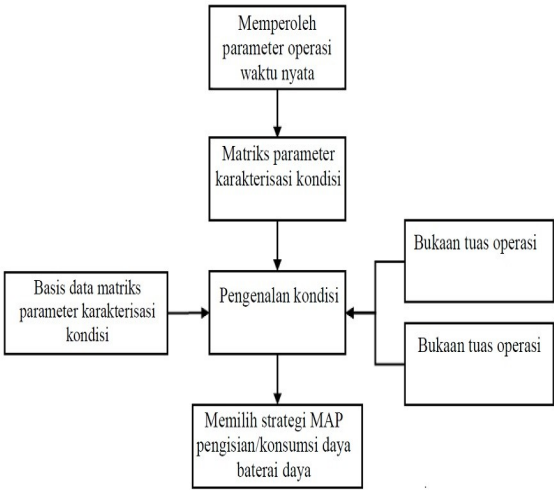 Memperoleh
parameter operasi
waktu nyata
Matriks parameter
karakterisasi kondisi
Bukaan tuas operasi
Basis data matriks
parameter karakterisasi
kondisi
Pengenalan kondisi
Bukaan tuas operasi
Memilih strategi MAP
pengisian/konsumsi daya
baterai daya